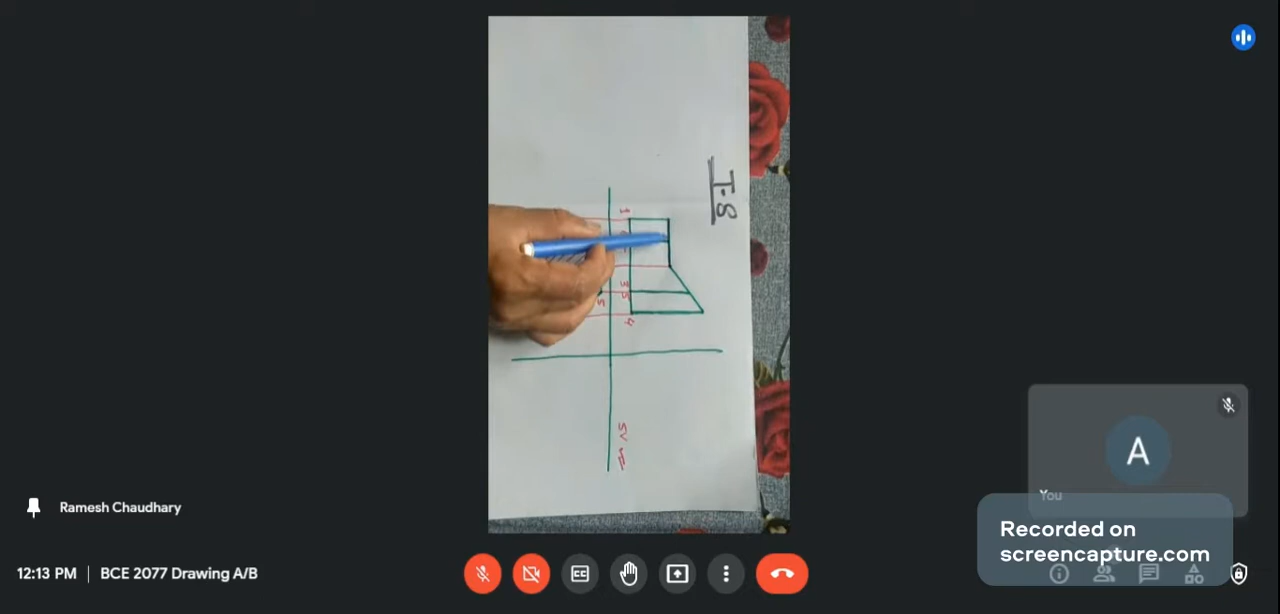 I-8
1
3
5
5
4
SV
A
You
Ramesh Chaudhary
Recorded on
screencapture.com
12:13 PM | BCE 2077 Drawing A/B
CC